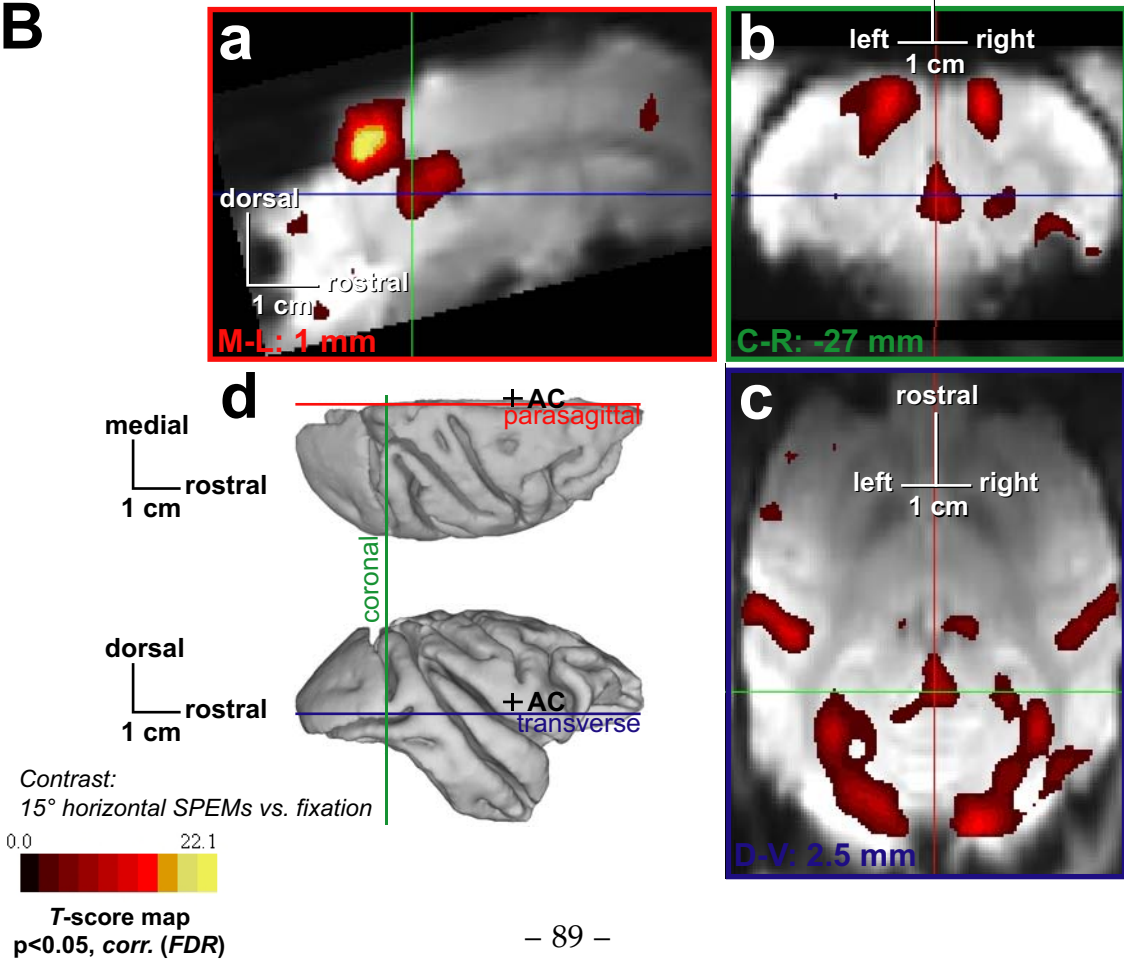 B
a
dorsal
rostral
1 cm
M-L: 1 mm
b
left right
1 cm
C-R: -27 mm
c
rostral
left right
1 cm
D-V: 2.5 mm
d
AC
parasagittal
medial
rostral
1 cm
coronal
dorsal
rostral
1 cm
AC
transverse
Contrast:
15° horizontal SPEMs vs. fixation
0.0 22.1
T-score map
p<0.05, corr. (FDR)
– 89 –